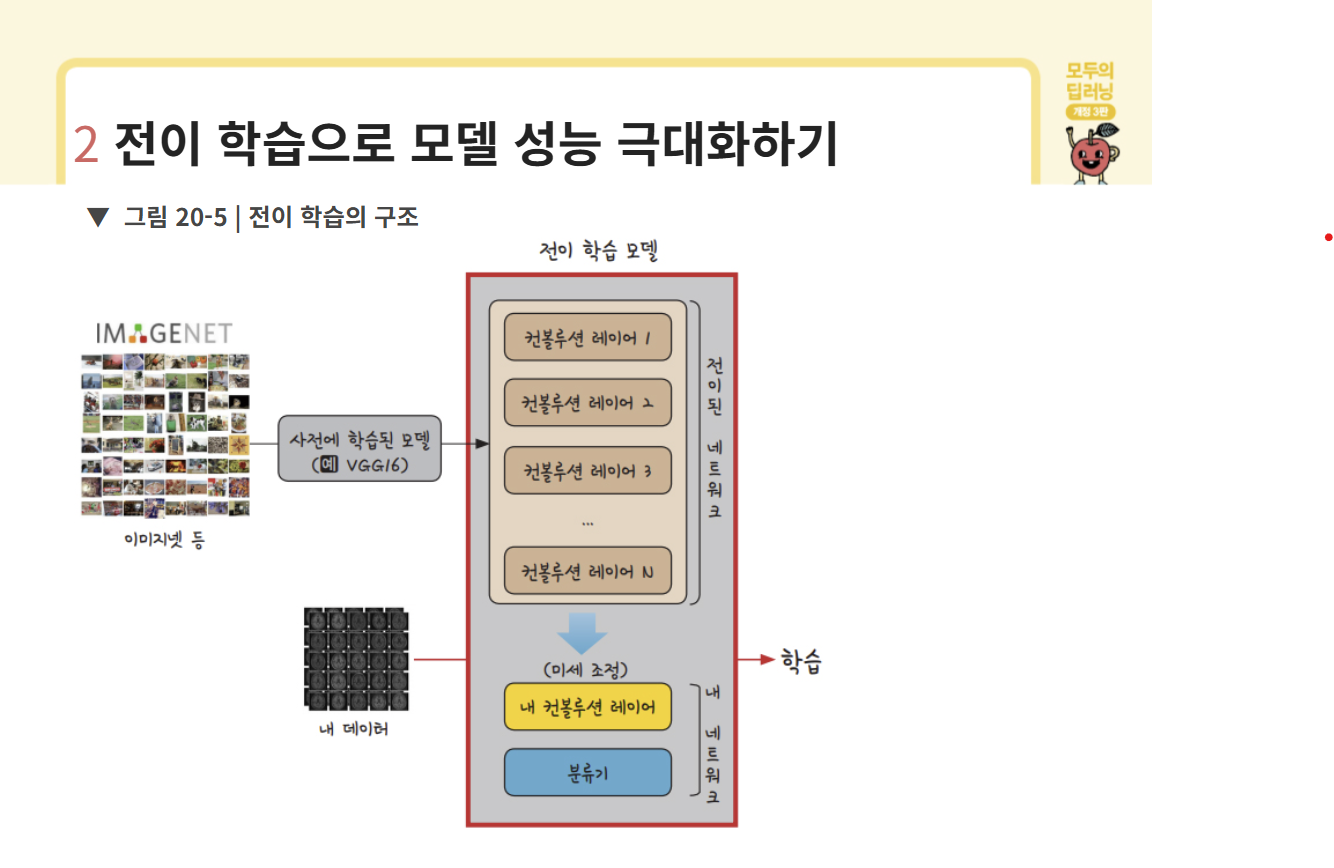 모두의
딥러닝
개정 3판
2 전이 학습으로 모델 성능 극대화하기
▼ 그림 20-5 | 전이 학습의 구조
전이 학습 모델
IMAGENET
컨볼루션 레이어 1
컨볼루션 레이어 2
컨볼루션 레이어 3
...
컨볼루션 레이어 N
전이된 네트워크
사전에 학습된 모델
(예 VGG16)
이미지넷 등
(미세 조정)
학습
내 컨볼루션 레이어
분류기
내 네트워크
내 데이터